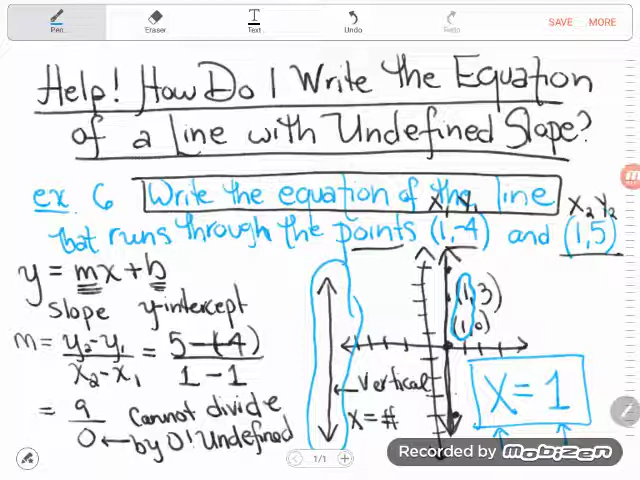 Pen
Eraser
Text
Undo
Redo
SAVE
MORE
Help! How Do I Write the Equation
of a Line with Undefined Slope?
ex. 6 Write the equation of the line
X₁ Y₁
X₂ Y₂
that runs through the points (1,-4) and (1,5)
y = mx + b
slope y-intercept
m = y₂-y₁ / x₂-x₁ = 5-(-4) / 1-1
= 9/0 Cannot divide
by 0! Undefined
vertical
X = #
(1,3)
(1,0)
X = 1
1/1
Recorded by mobizen